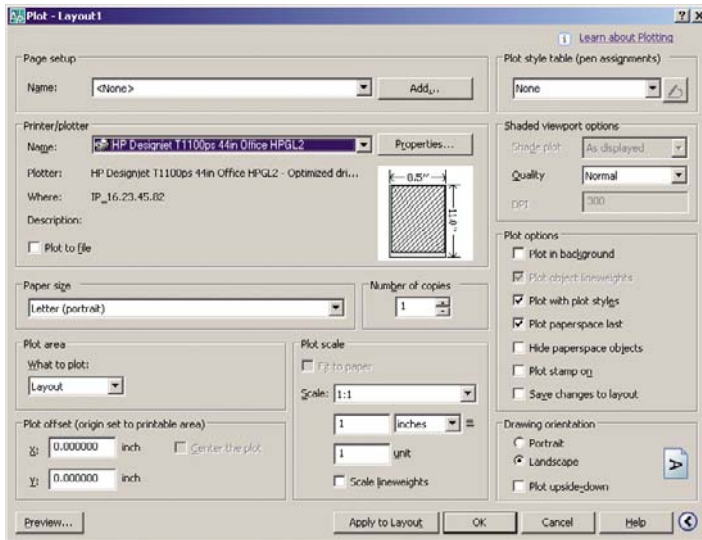 Plot - Layout1
Learn about Plotting
Page setup
Name: <None> Add...
Plot style table (pen assignments)
None
Printer/plotter
Name: HP Designjet T1100ps 44in Office HPGL2 Properties...
Plotter: HP Designjet T1100ps 44in Office HPGL2 - Optimized dri...
Where: IP_16.23.45.82
Description:
Plot to file
8.5"
11.0"
Shaded viewport options
Shade plot As displayed
Quality Normal
DPI 300
Paper size
Letter (portrait)
Number of copies
1
Plot options
Plot in background
Plot object lineweights
Plot with plot styles
Plot paperspace last
Hide paperspace objects
Plot stamp on
Save changes to layout
Plot area
What to plot:
Layout
Plot scale
Fit to paper
Scale: 1:1
1 inches =
1 unit
Scale lineweights
Plot offset (origin set to printable area)
X: 0.000000 inch Center the plot
Y: 0.000000 inch
Drawing orientation
Portrait
Landscape
Plot upside-down
A
Preview... Apply to Layout OK Cancel Help